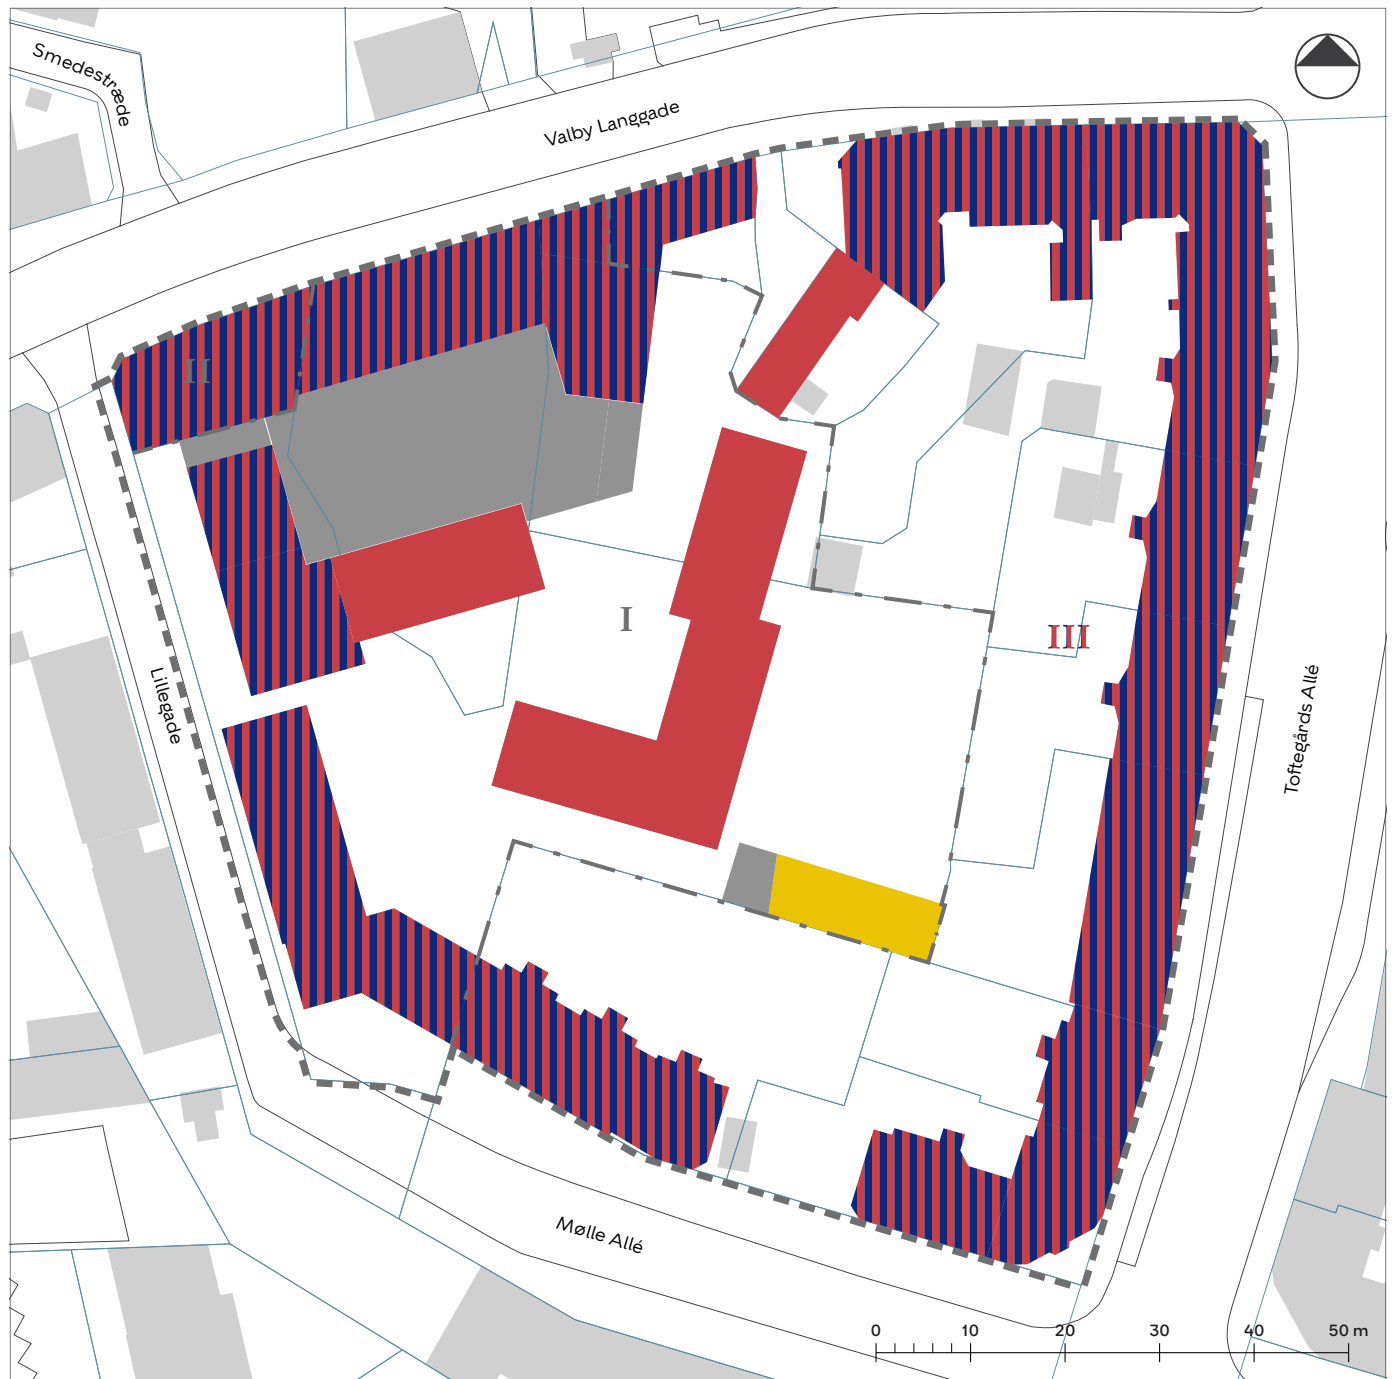 Smedestræde
Valby Langgade
II
I
III
Lillegade
Toftegårds Allé
Mølle Allé
0 10 20 30 40 50 m